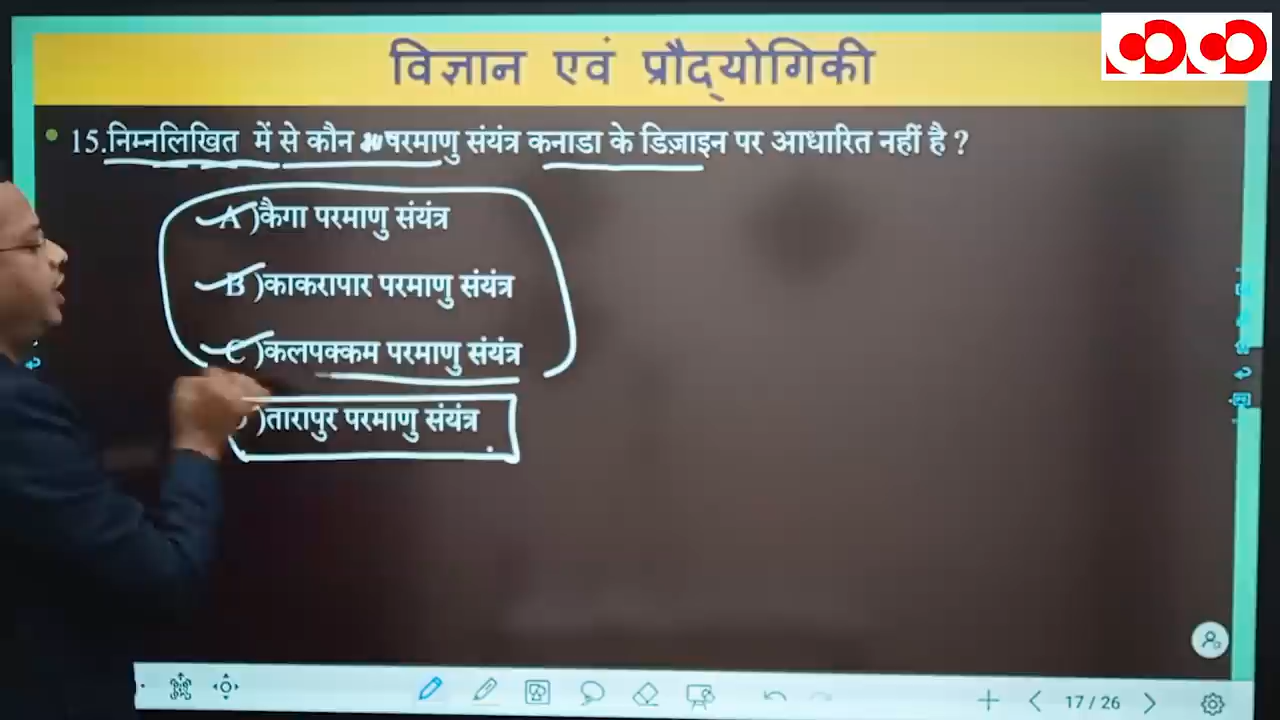 विज्ञान एवं प्रौद्योगिकी
15.निम्नलिखित में से कौन परमाणु संयंत्र कनाडा के डिज़ाइन पर आधारित नहीं है ?
A )कैगा परमाणु संयंत्र
B )काकरापार परमाणु संयंत्र
C )कलपक्कम परमाणु संयंत्र
)तारापुर परमाणु संयंत्र
17 / 26